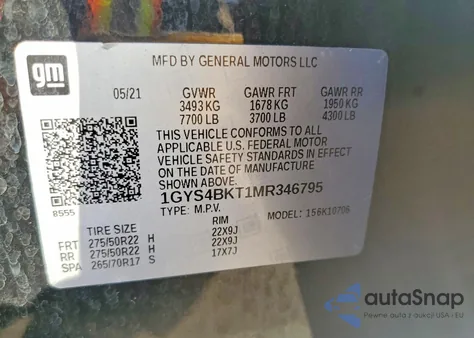 gm
MFD BY GENERAL MOTORS LLC
05/21 GVWR GAWR FRT GAWR RR
3493 KG 1678 KG 1950 KG
7700 LB 3700 LB 4300 LB
THIS VEHICLE CONFORMS TO ALL
APPLICABLE U.S. FEDERAL MOTOR
VEHICLE SAFETY STANDARDS IN EFFECT
ON THE DATE OF MANUFACTURE
SHOWN ABOVE.
8555 1GYS4BKT1MR346795
TYPE: M.P.V. MODEL: 156K10706
TIRE SIZE RIM
FRT 275/50R22 H 22X9J
RR 275/50R22 H 22X9J
SPA 265/70R17 S 17X7J
autaSnap
Pewne auta z aukcji USA - EU